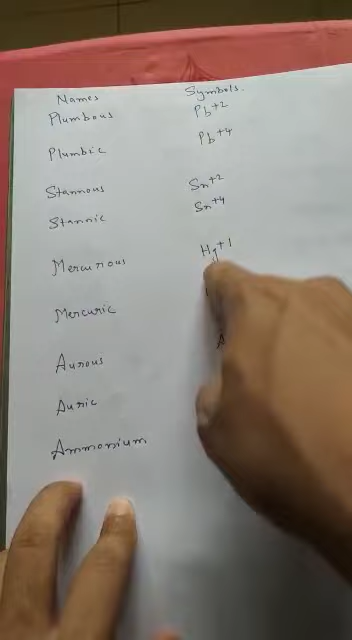 Names Symbols.
Plumbous Pb+2
Plumbic Pb+4
Stannous Sn+2
Stannic Sn+4
Mercurous Hg+1
Mercuric
Aurous A
Auric
Ammonium